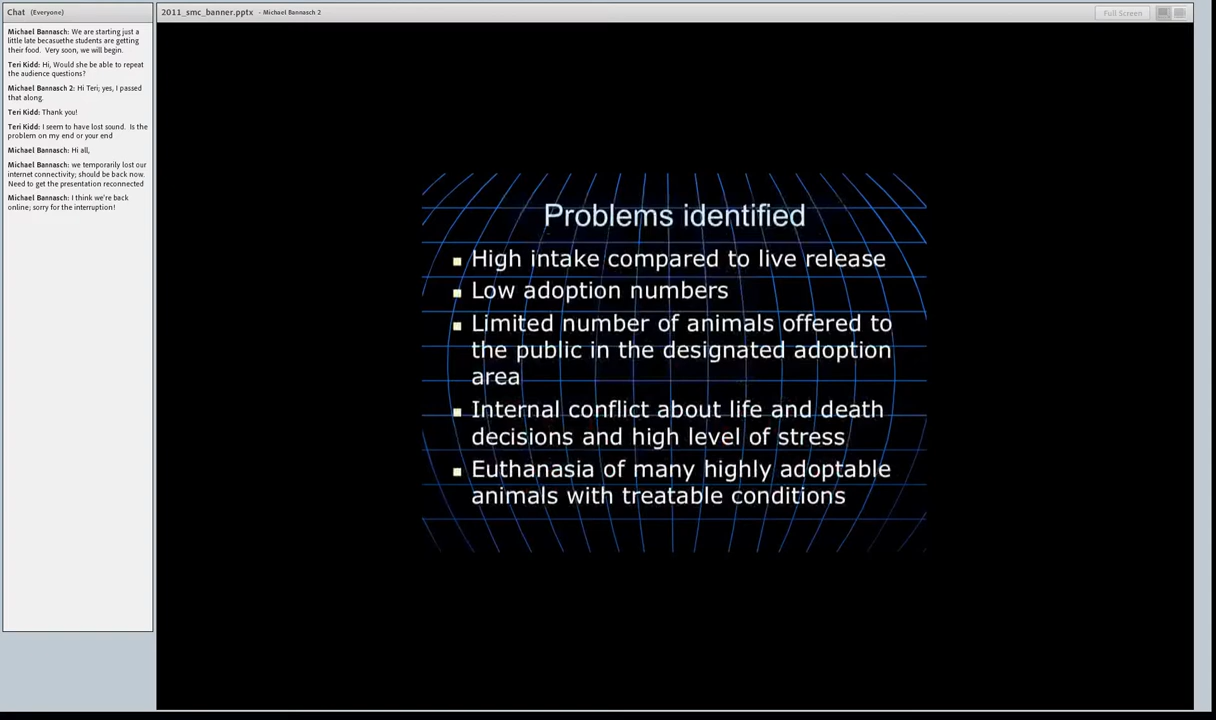 Chat (Everyone)
Michael Bannasch: We are starting just a
little late becasuethe students are getting
their food. Very soon, we will begin.
Teri Kidd: Hi, Would she be able to repeat
the audience questions?
Michael Bannasch 2: Hi Teri; yes, I passed
that along.
Teri Kidd: Thank you!
Teri Kidd: I seem to have lost sound. Is the
problem on my end or your end
Michael Bannasch: Hi all,
Michael Bannasch: we temporarily lost our
internet connectivity; should be back now.
Need to get the presentation reconnected
Michael Bannasch: I think we're back
online; sorry for the interruption!
2011_smc_banner.pptx - Michael Bannasch 2
Full Screen
Problems identified
High intake compared to live release
Low adoption numbers
Limited number of animals offered to
the public in the designated adoption
area
Internal conflict about life and death
decisions and high level of stress
Euthanasia of many highly adoptable
animals with treatable conditions